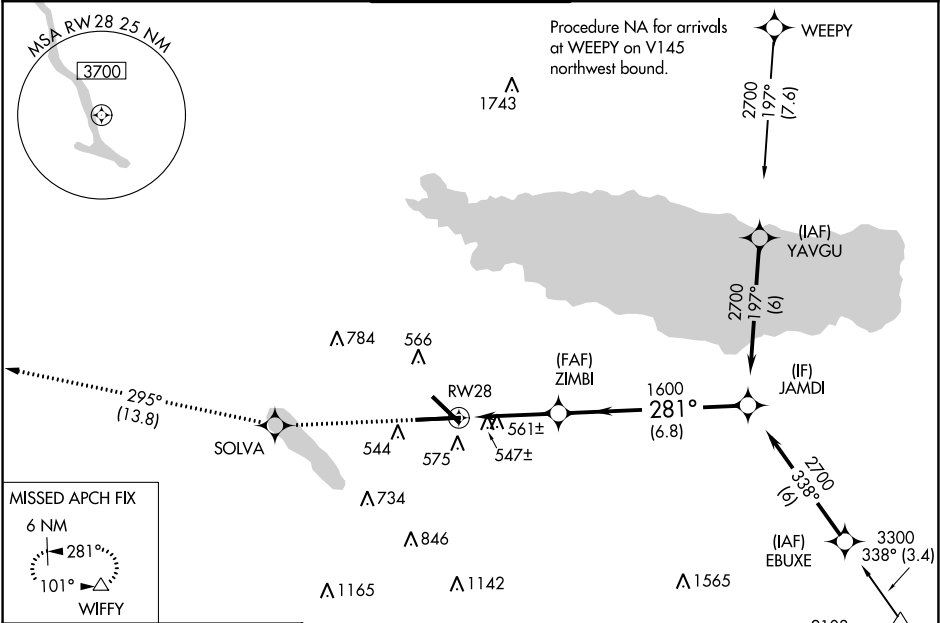 MSA RW28 25 NM
3700
Procedure NA for arrivals
at WEEPY on V145
northwest bound.
WEEPY
1743
2700
197°
(7.6)
(IAF)
YAVGU
2700
197°
(6)
784
566
RW28
(FAF)
ZIMBI
1600
281°
(6.8)
(IF)
JAMDI
295°
(13.8)
SOLVA
544
575
561±
547±
734
846
1165
1142
1565
2700
338°
(6)
(IAF)
EBUXE
3300
338° (3.4)
MISSED APCH FIX
6 NM
281°
101°
WIFFY